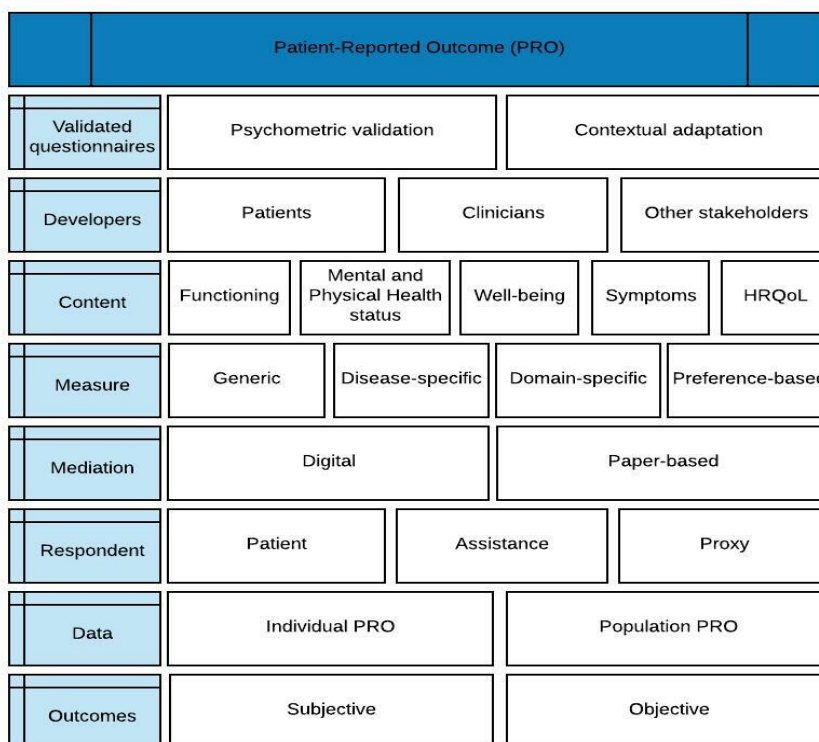 Patient-Reported Outcome (PRO)
Validated
questionnaires
Psychometric validation
Contextual adaptation
Developers
Patients
Clinicians
Other stakeholders
Content
Functioning
Mental and
Physical Health
status
Well-being
Symptoms
HRQoL
Measure
Generic
Disease-specific
Domain-specific
Preference-based
Mediation
Digital
Paper-based
Respondent
Patient
Assistance
Proxy
Data
Individual PRO
Population PRO
Outcomes
Subjective
Objective